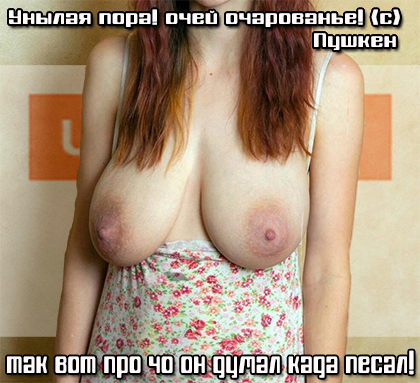 Унылая пора! очей очарованье! (с)
Пушкен
так вот про чо он думал када песал!